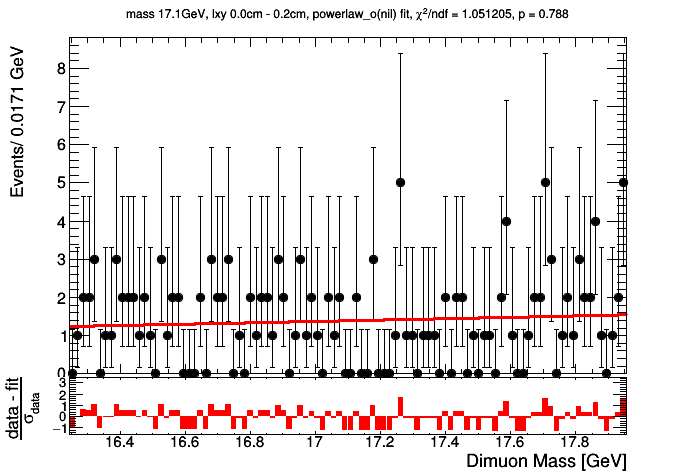 mass 17.1GeV, lxy 0.0cm - 0.2cm, powerlaw_o(nil) fit, χ²/ndf = 1.051205, p = 0.788
Events/ 0.0171 GeV
8
7
6
5
4
3
2
1
0
data - fit
σdata
3
2
1
0
−1
16.4 16.6 16.8 17 17.2 17.4 17.6 17.8
Dimuon Mass [GeV]